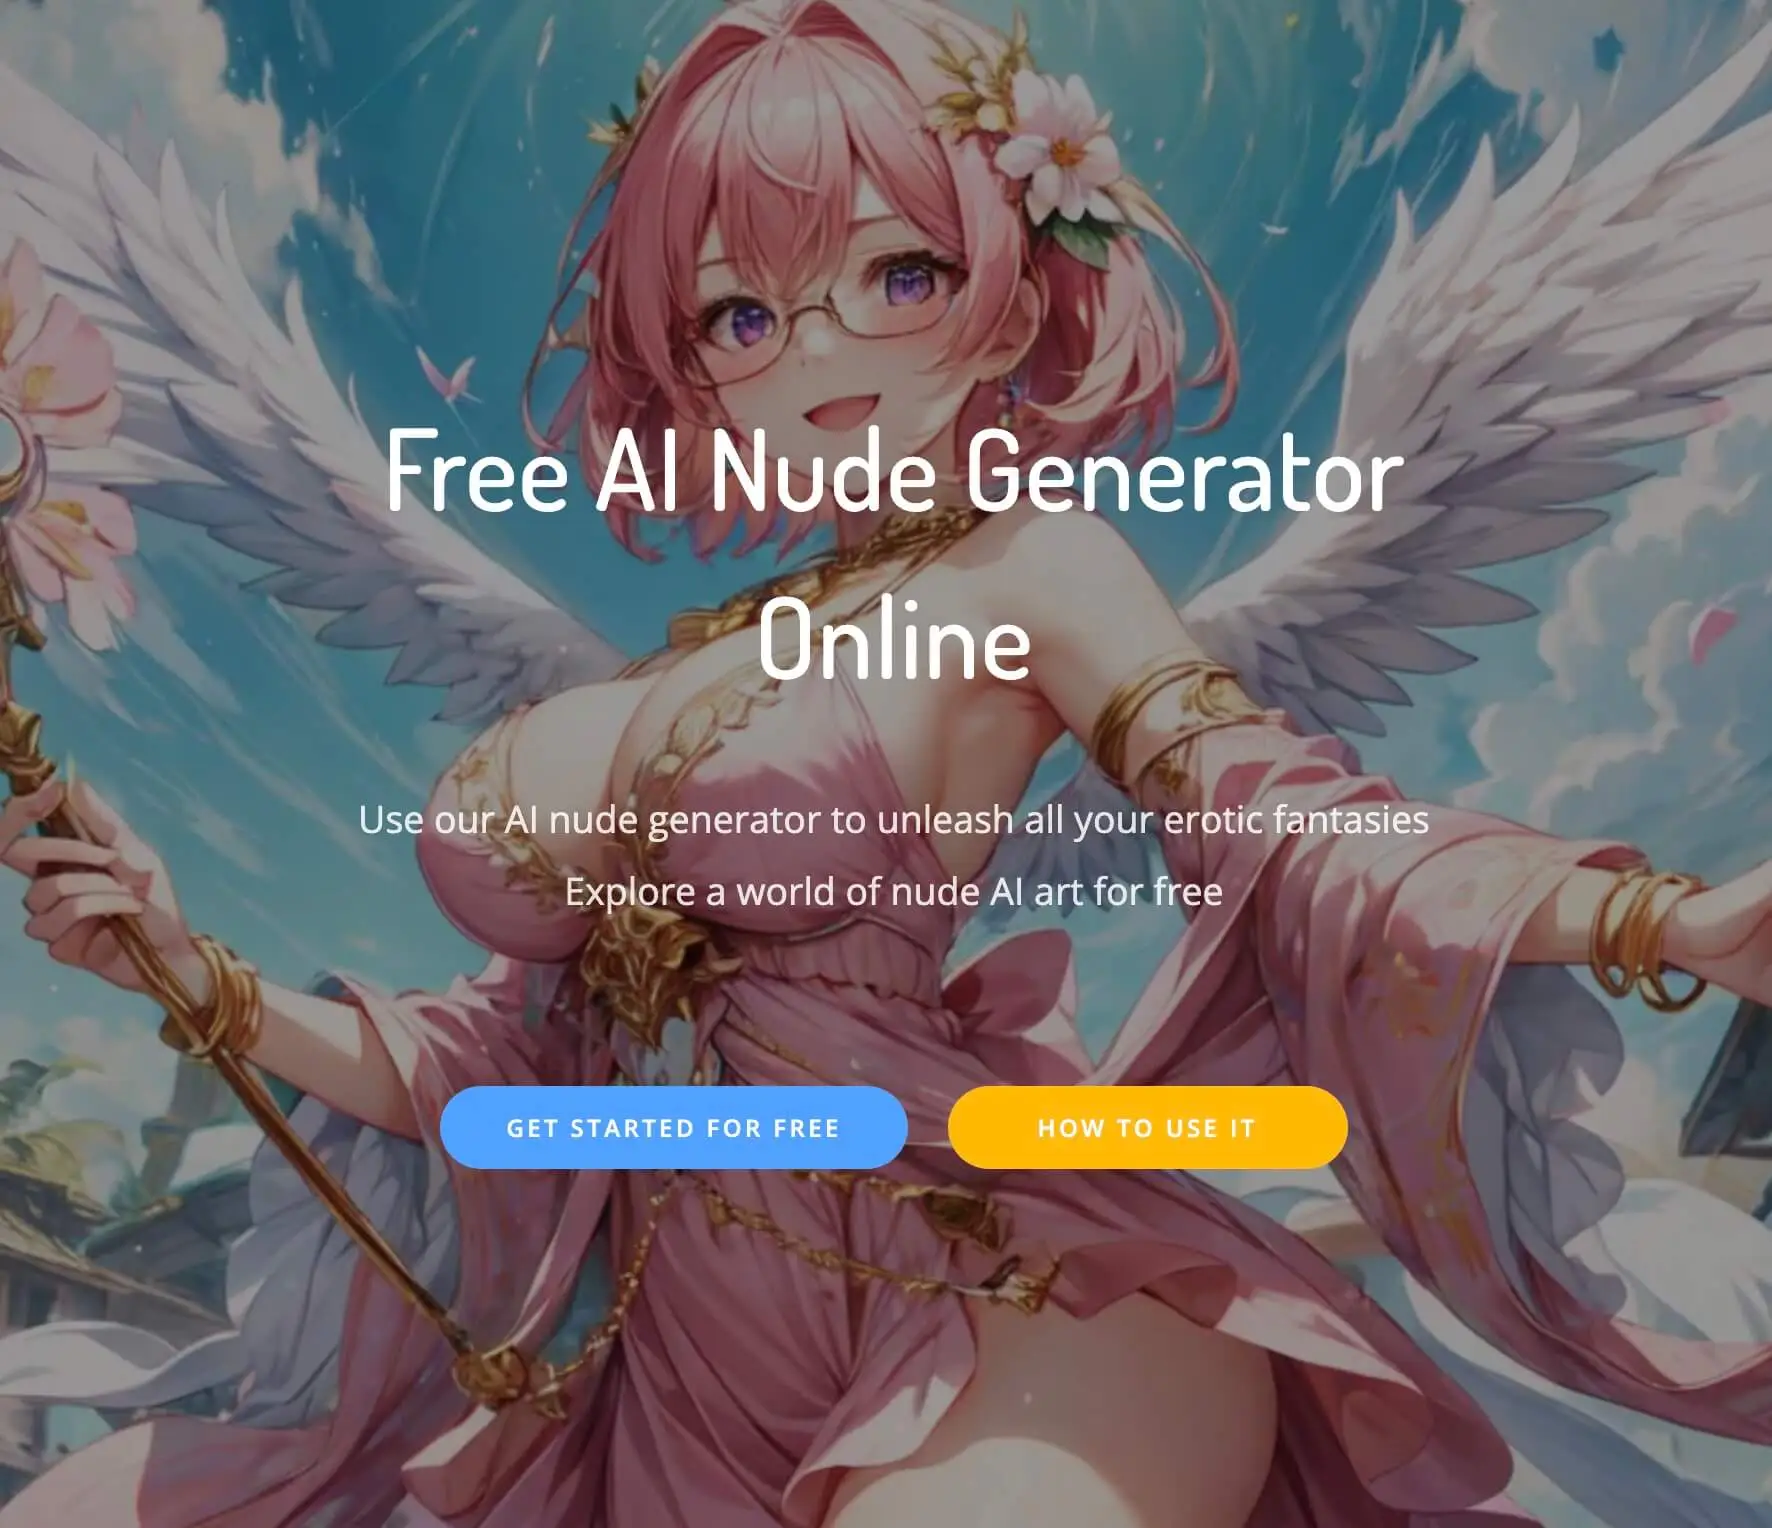 Free AI Nude Generator
Online
Use our AI nude generator to unleash all your erotic fantasies
Explore a world of nude AI art for free
GET STARTED FOR FREE
HOW TO USE IT